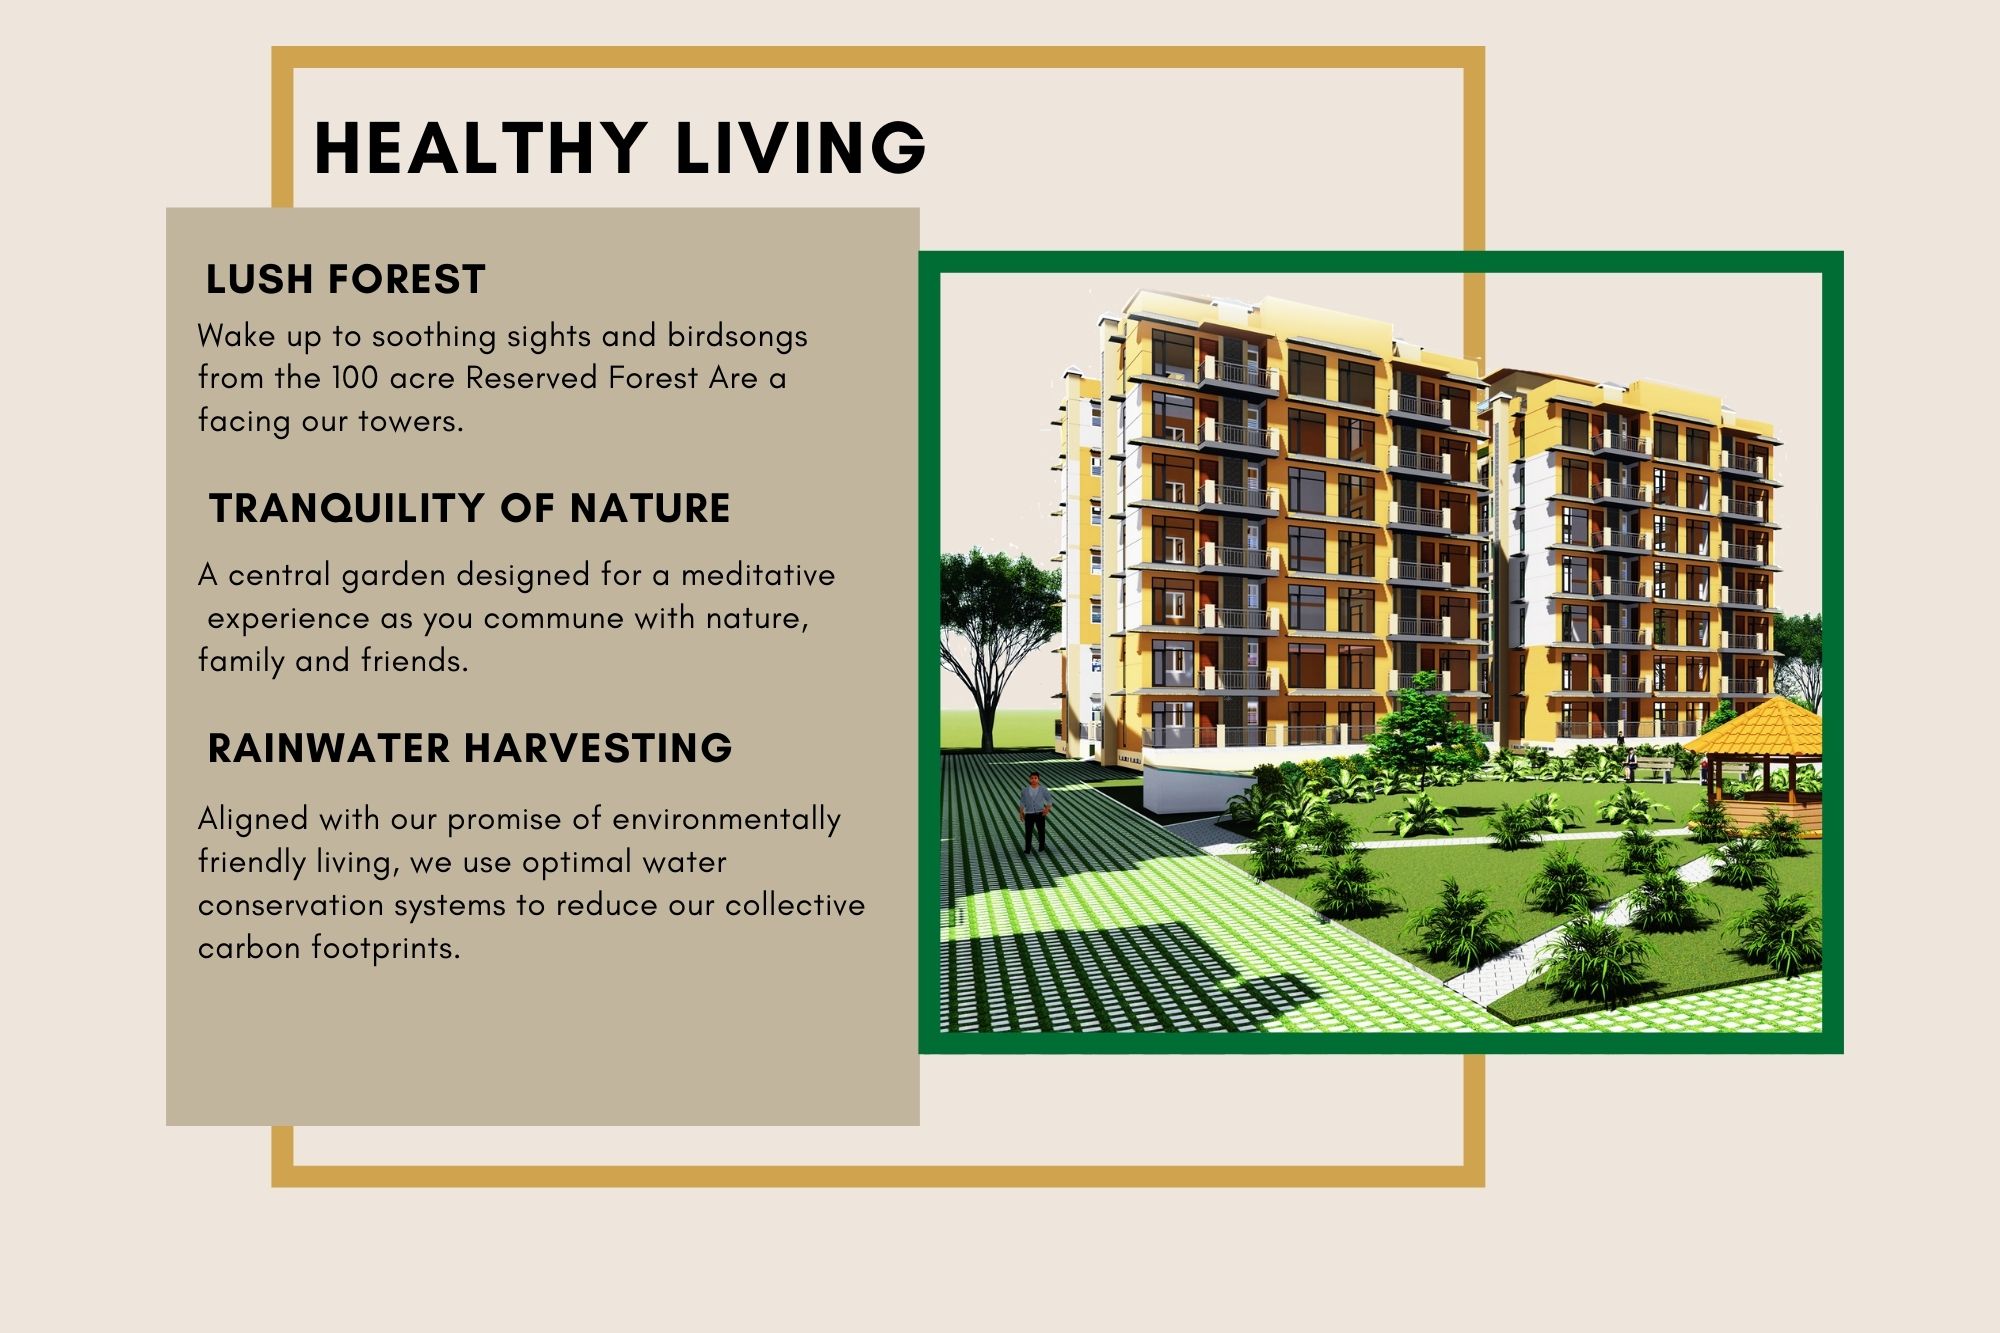 HEALTHY LIVING
LUSH FOREST
Wake up to soothing sights and birdsongs
from the 100 acre Reserved Forest Are a
facing our towers.
TRANQUILITY OF NATURE
A central garden designed for a meditative
experience as you commune with nature,
family and friends.
RAINWATER HARVESTING
Aligned with our promise of environmentally
friendly living, we use optimal water
conservation systems to reduce our collective
carbon footprints.